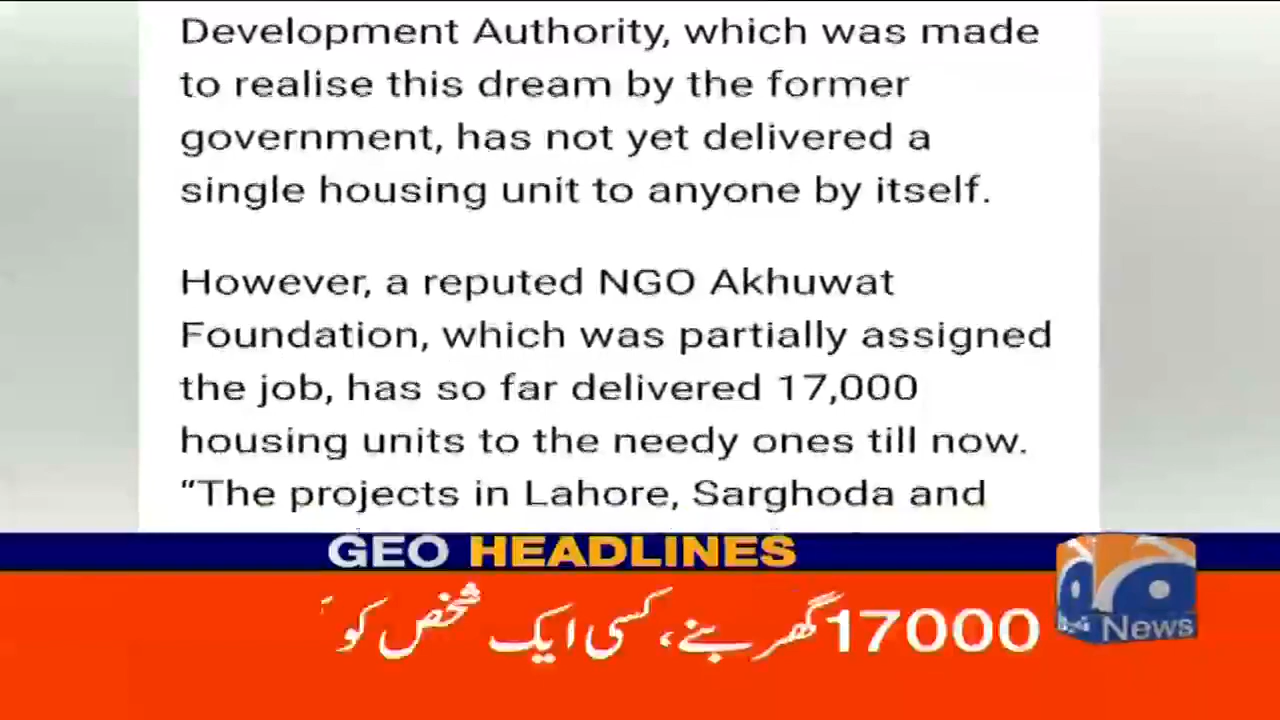 Development Authority, which was made
to realise this dream by the former
government, has not yet delivered a
single housing unit to anyone by itself.
However, a reputed NGO Akhuwat
Foundation, which was partially assigned
the job, has so far delivered 17,000
housing units to the needy ones till now.
“The projects in Lahore, Sarghoda and
GEO HEADLINES
17000 گھر بنے، کسی ایک شخص کو
News